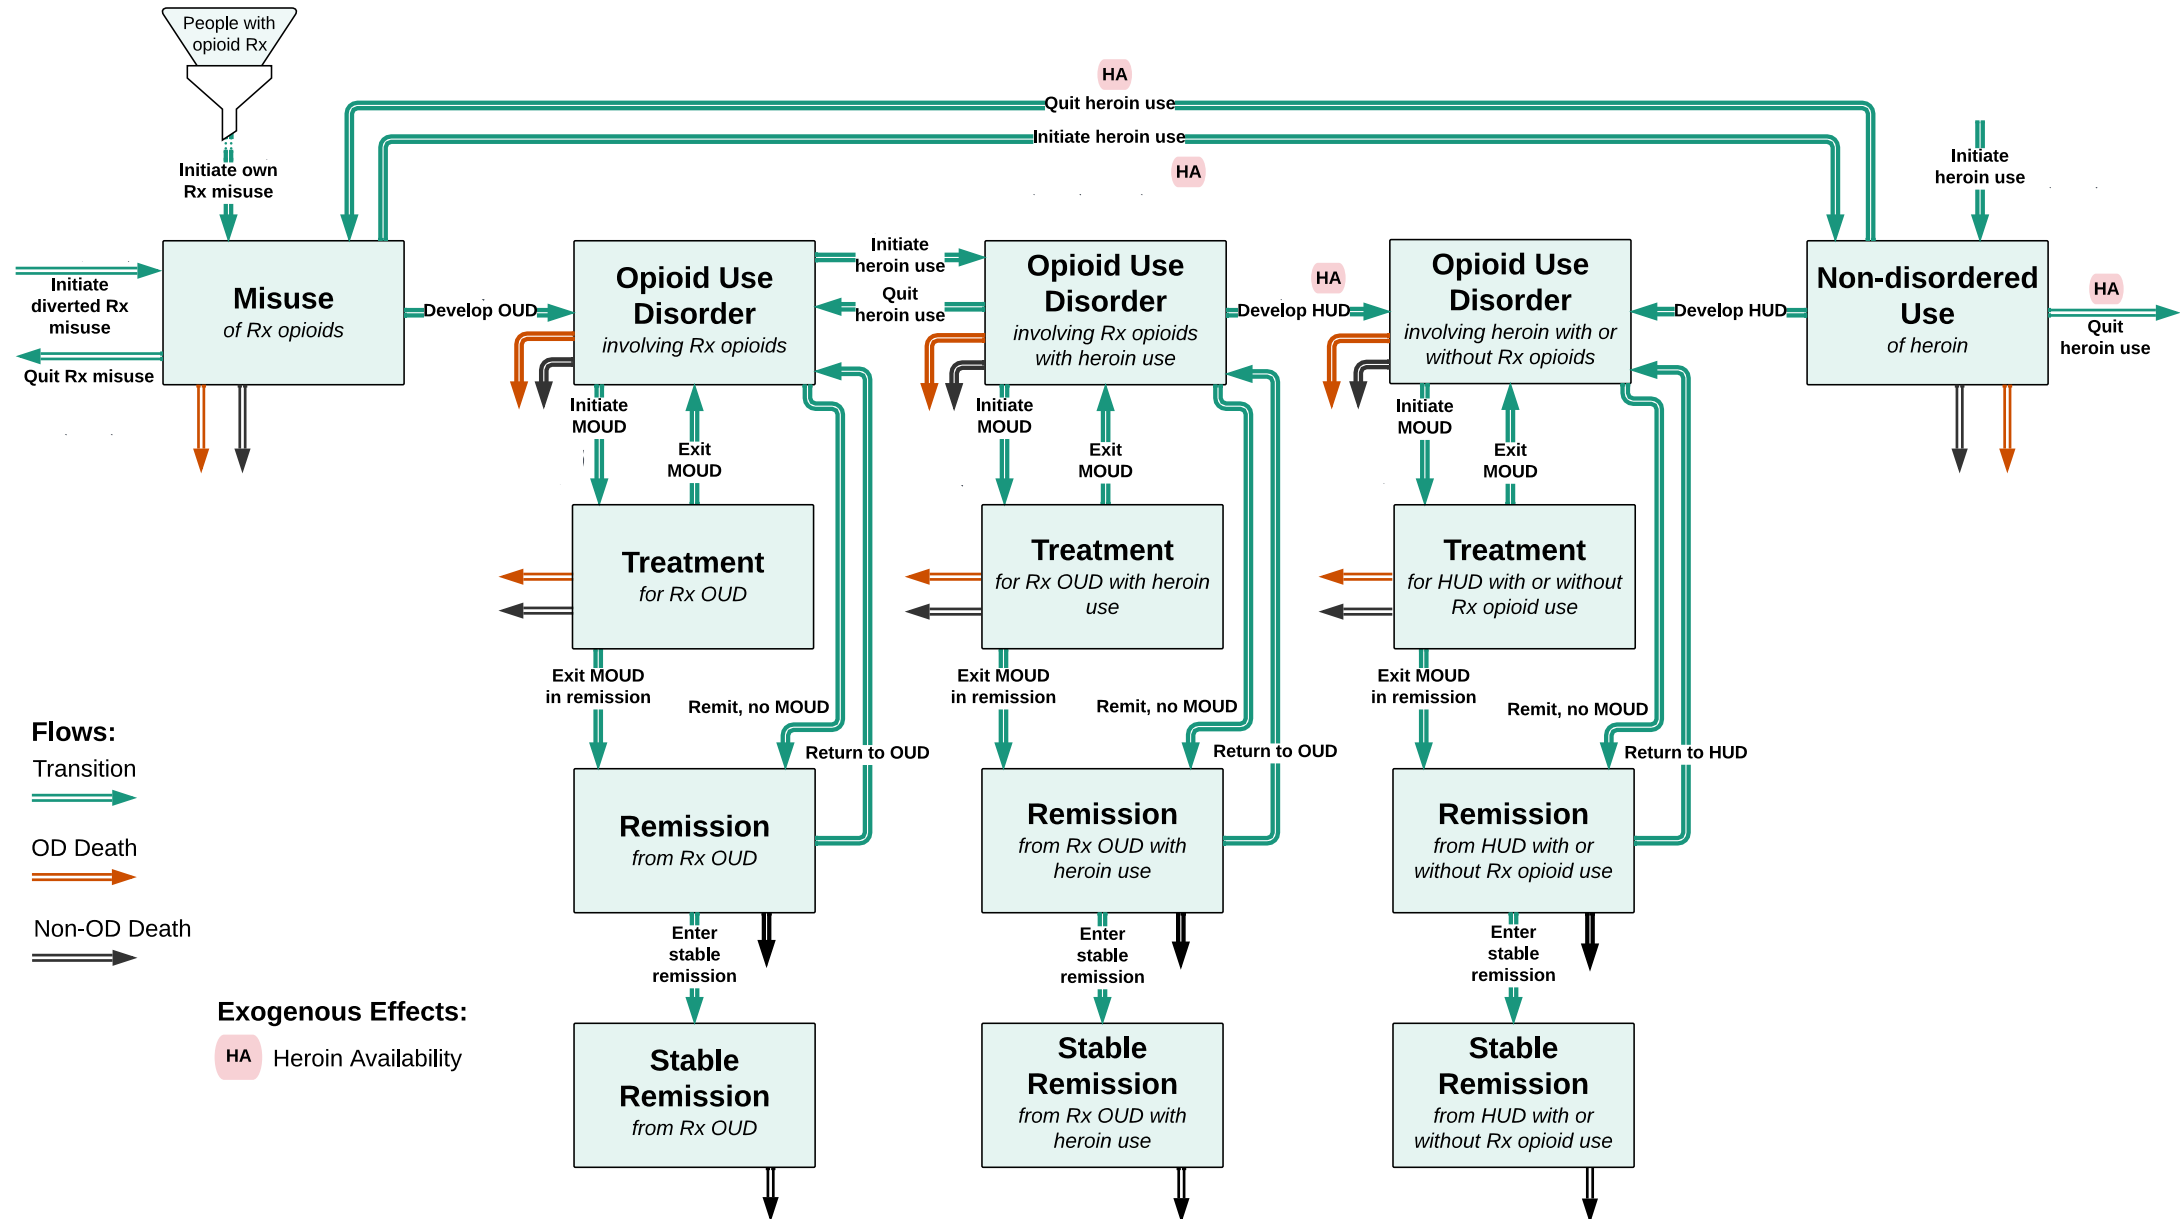 People with
opioid Rx
HA
Quit heroin use
Initiate heroin use
HA
Initiate own
Rx misuse
Initiate
heroin use
Initiate
diverted Rx
misuse
Quit Rx misuse
Misuse
of Rx opioids
Develop OUD
Opioid Use
Disorder
involving Rx opioids
Initiate
heroin use
Quit
heroin use
Opioid Use
Disorder
involving Rx opioids
with heroin use
HA
Develop HUD
Opioid Use
Disorder
involving heroin with or
without Rx opioids
Develop HUD
Non-disordered
Use
of heroin
HA
Quit
heroin use
Initiate
MOUD
Exit
MOUD
Initiate
MOUD
Exit
MOUD
Initiate
MOUD
Exit
MOUD
Treatment
for Rx OUD
Treatment
for Rx OUD with heroin
use
Treatment
for HUD with or without
Rx opioid use
Exit MOUD
in remission
Remit, no MOUD
Return to OUD
Exit MOUD
in remission
Remit, no MOUD
Return to OUD
Exit MOUD
in remission
Remit, no MOUD
Return to HUD
Remission
from Rx OUD
Remission
from Rx OUD with
heroin use
Remission
from HUD with or
without Rx opioid use
Enter
stable
remission
Enter
stable
remission
Enter
stable
remission
Stable
Remission
from Rx OUD
Stable
Remission
from Rx OUD with
heroin use
Stable
Remission
from HUD with or
without Rx opioid use
Flows:
Transition
OD Death
Non-OD Death
Exogenous Effects:
HA Heroin Availability